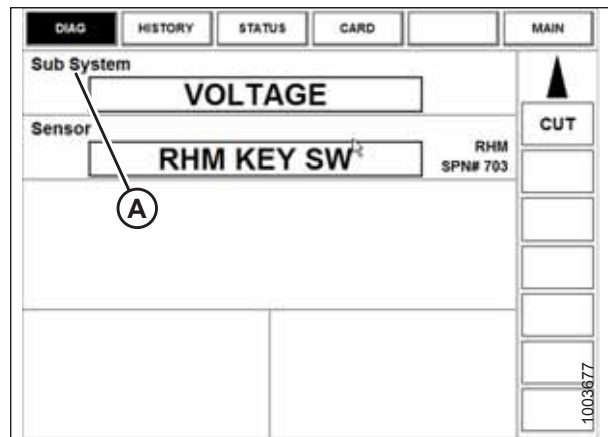 DIAG HISTORY STATUS CARD MAIN
Sub System
VOLTAGE
CUT
Sensor
RHM KEY SW
RHM
SPN# 703
A
1003677